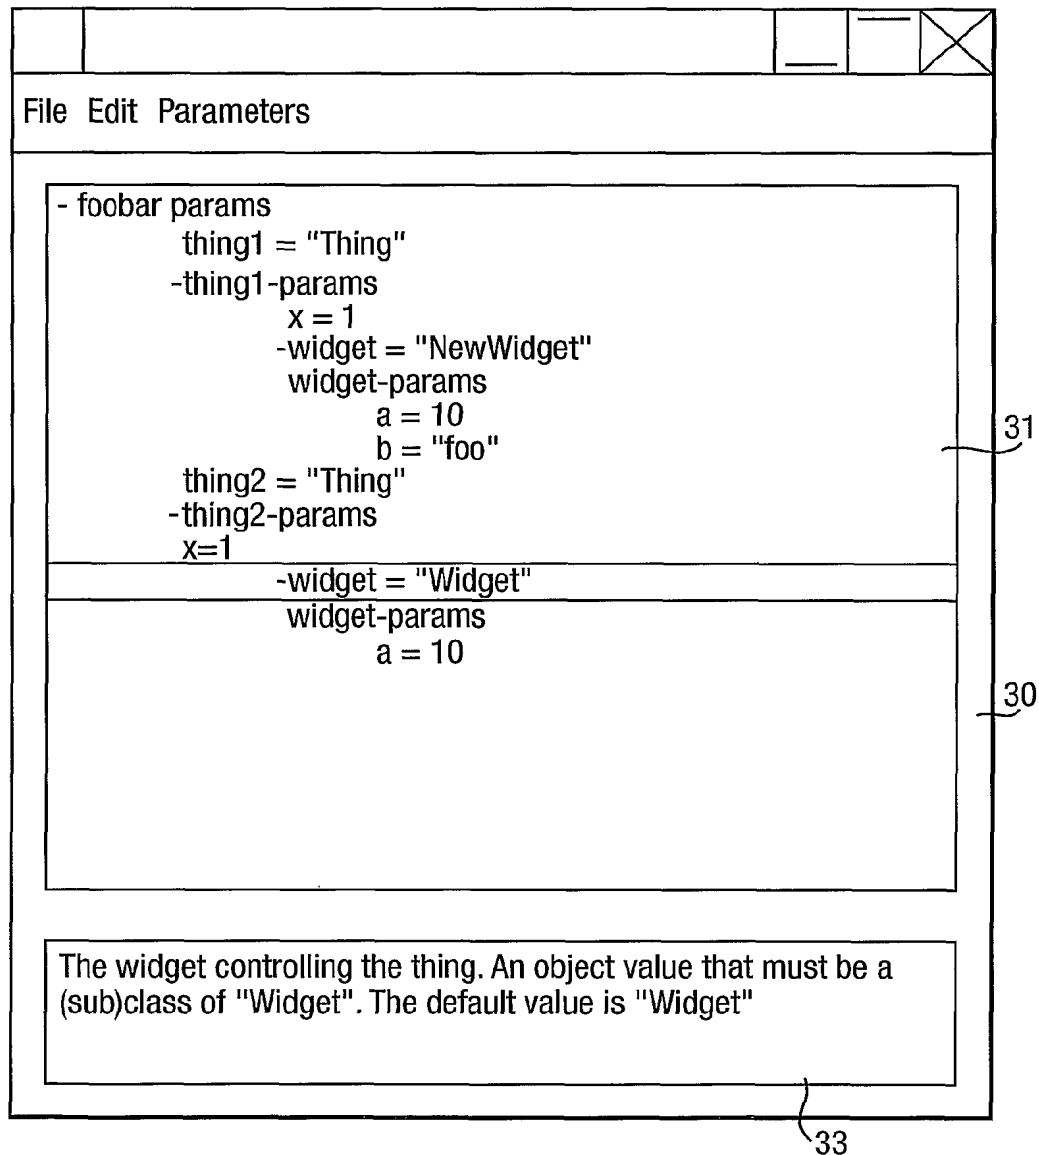 File Edit Parameters
- foobar params
thing1 = "Thing"
-thing1-params
x = 1
-widget = "NewWidget"
widget-params
a = 10
31
b = "foo"
thing2 = "Thing"
-thing2-params
x=1
-widget = "Widget"
widget-params
a = 10
30
The widget controlling the thing. An object value that must be a
(sub)class of "Widget". The default value is "Widget"
33